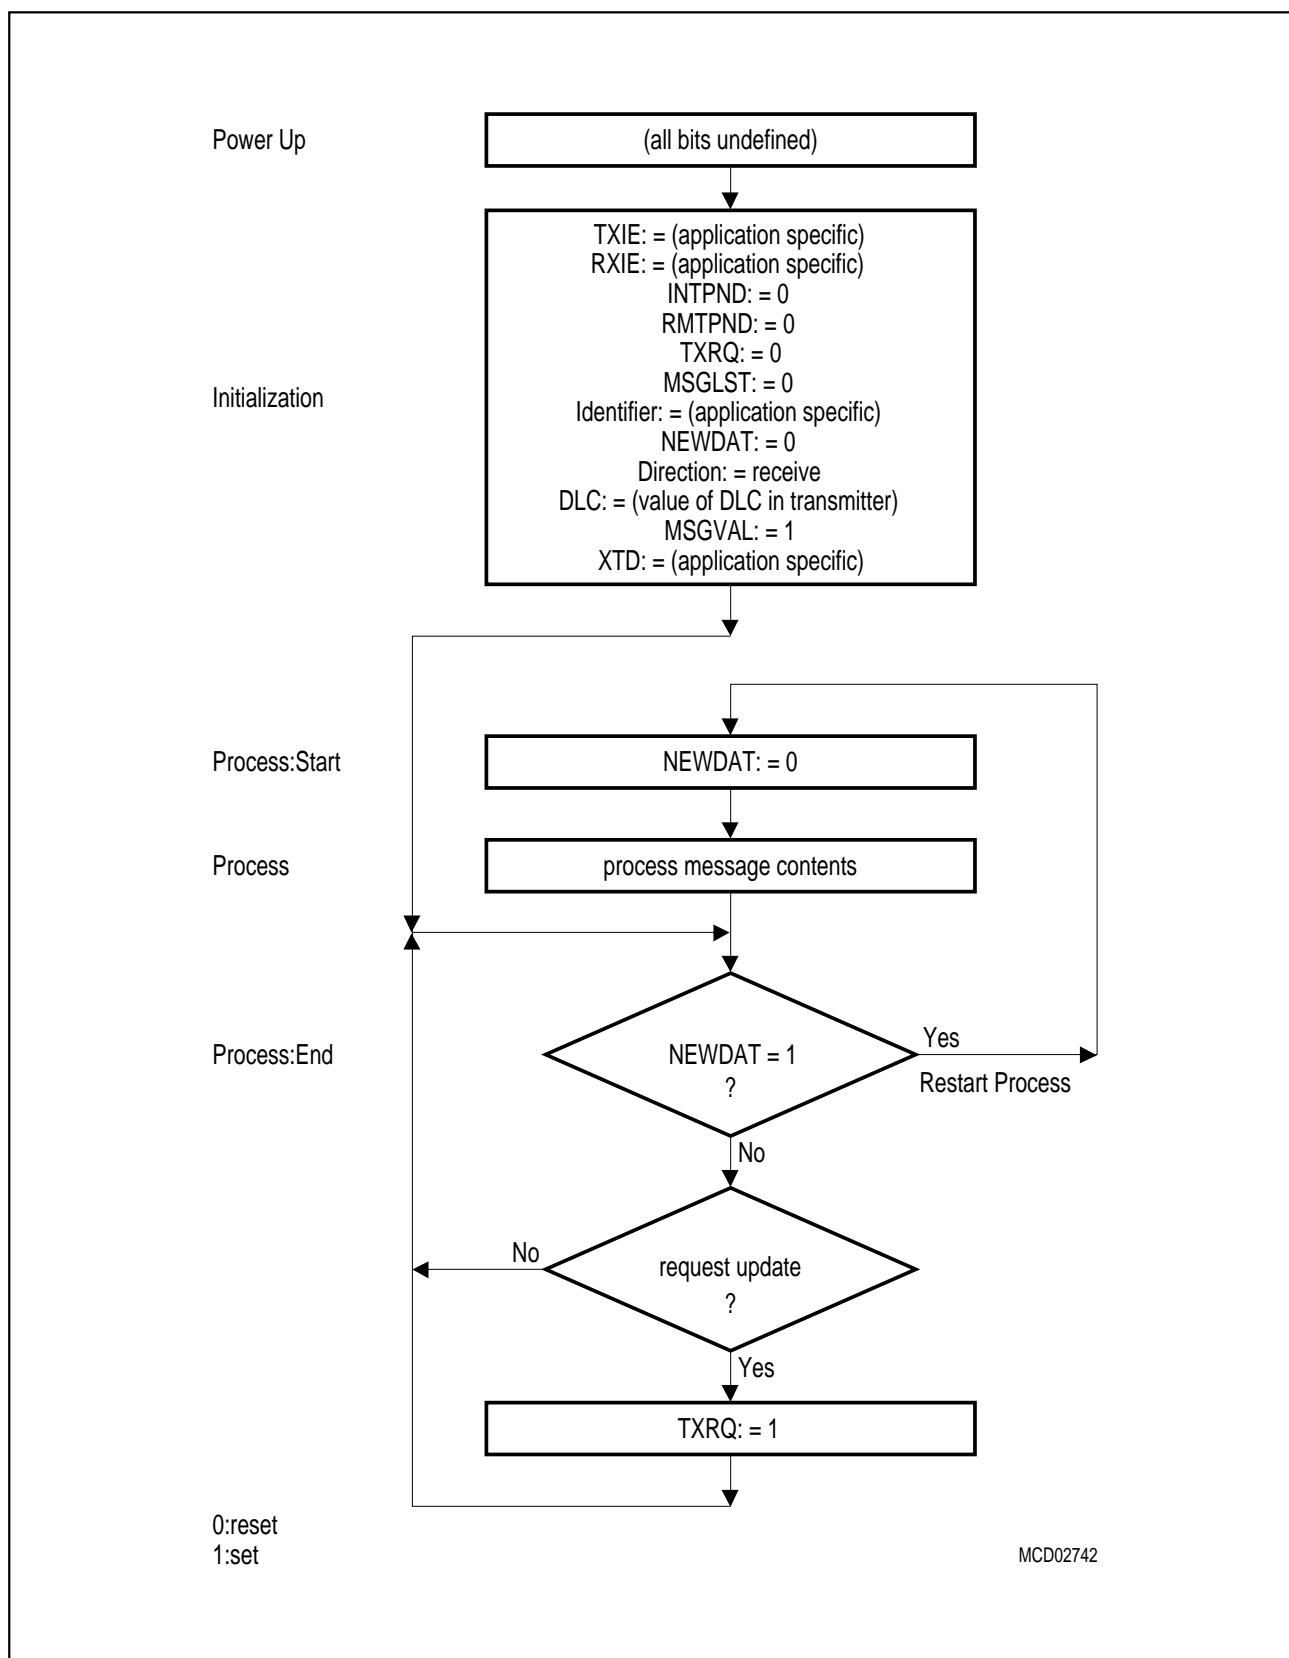 Power Up
(all bits undefined)
TXIE: = (application specific)
RXIE: = (application specific)
INTPND: = 0
RMTPND: = 0
TXRQ: = 0
MSGLST: = 0
Initialization
Identifier: = (application specific)
NEWDAT: = 0
Direction: = receive
DLC: = (value of DLC in transmitter)
MSGVAL: = 1
XTD: = (application specific)
Process:Start
NEWDAT: = 0
Process
process message contents
Process:End
NEWDAT = 1
?
Yes
Restart Process
No
request update
?
No
Yes
TXRQ: = 1
0:reset
1:set
MCD02742